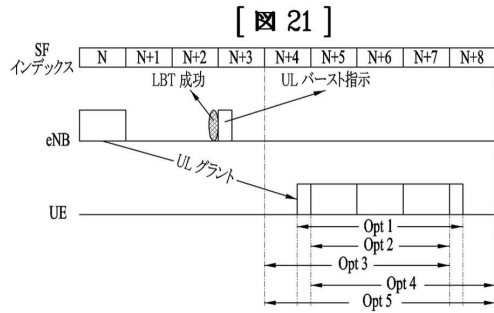 [ 図 21 ]
SF
インデックス
N N+1 N+2 N+3 N+4 N+5 N+6 N+7 N+8
LBT 成功
UL バースト指示
eNB
UL グラント
UE
Opt 1
Opt 2
Opt 3
Opt 4
Opt 5